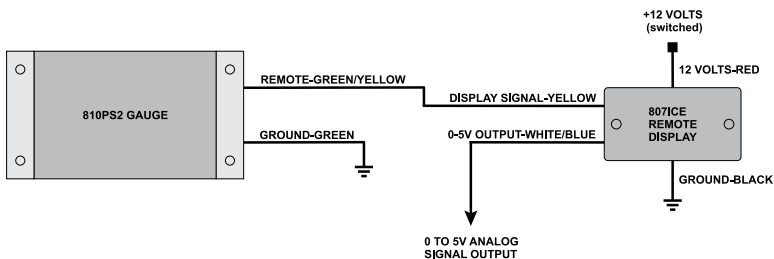 +12 VOLTS
(switched)
12 VOLTS-RED
REMOTE-GREEN/YELLOW
DISPLAY SIGNAL-YELLOW
810PS2 GAUGE
807ICE
REMOTE
DISPLAY
GROUND-GREEN
0-5V OUTPUT-WHITE/BLUE
GROUND-BLACK
0 TO 5V ANALOG
SIGNAL OUTPUT